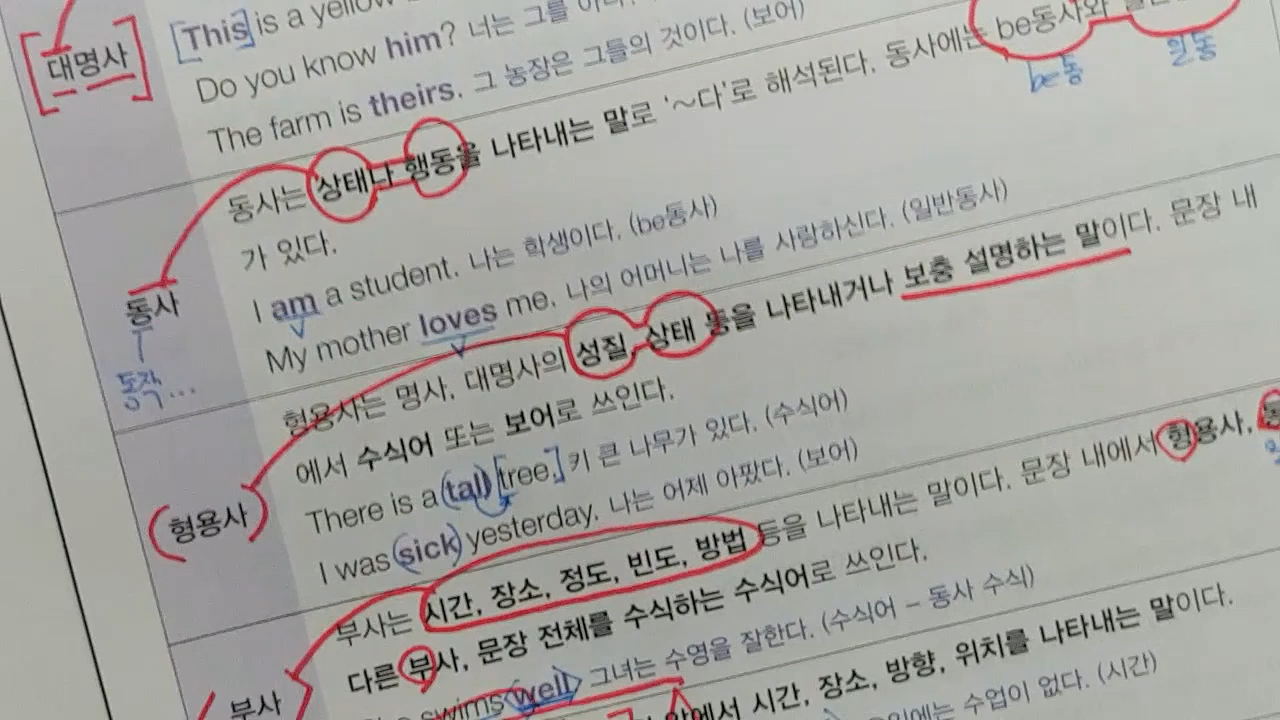 [This] is a yellow
대명사
Do you know him? 너는 그를
The farm is theirs. 그 농장은 그들의 것이다. (보어)
동사는 상태나 행동을 나타내는 말로 '~다'로 해석된다. 동사에는 be동사와
be동
일동
가 있다.
동사
I am a student. 나는 학생이다. (be동사)
My mother loves me. 나의 어머니는 나를 사랑하신다. (일반동사)
동작...
형용사는 명사, 대명사의 성질, 상태 등을 나타내거나 보충 설명하는 말이다. 문장 내
에서 수식어 또는 보어로 쓰인다.
형용사
There is a (tall) [tree.] 키 큰 나무가 있다. (수식어)
I was (sick) yesterday. 나는 어제 아팠다. (보어)
부사는 시간, 장소, 정도, 빈도, 방법 등을 나타내는 말이다. 문장 내에서 형용사,
다른 부사, 문장 전체를 수식하는 수식어로 쓰인다.
부사
swims well 그녀는 수영을 잘한다. (수식어 – 동사 수식)
앞에서 시간, 장소, 방향, 위치를 나타내는 말이다.
수업이 없다. (시간)